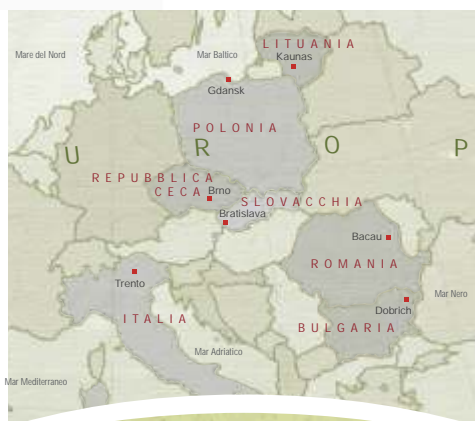 LITUANIA
Mare del Nord
Mar Baltico
Kaunas
Gdansk
POLONIA
U R O P
REPUBBLICA
CECA
Brno
SLOVACCHIA
Bratislava
Bacau
ROMANIA
Trento
Mar Nero
Dobrich
ITALIA
BULGARIA
Mar Adriatico
Mar Mediterraneo